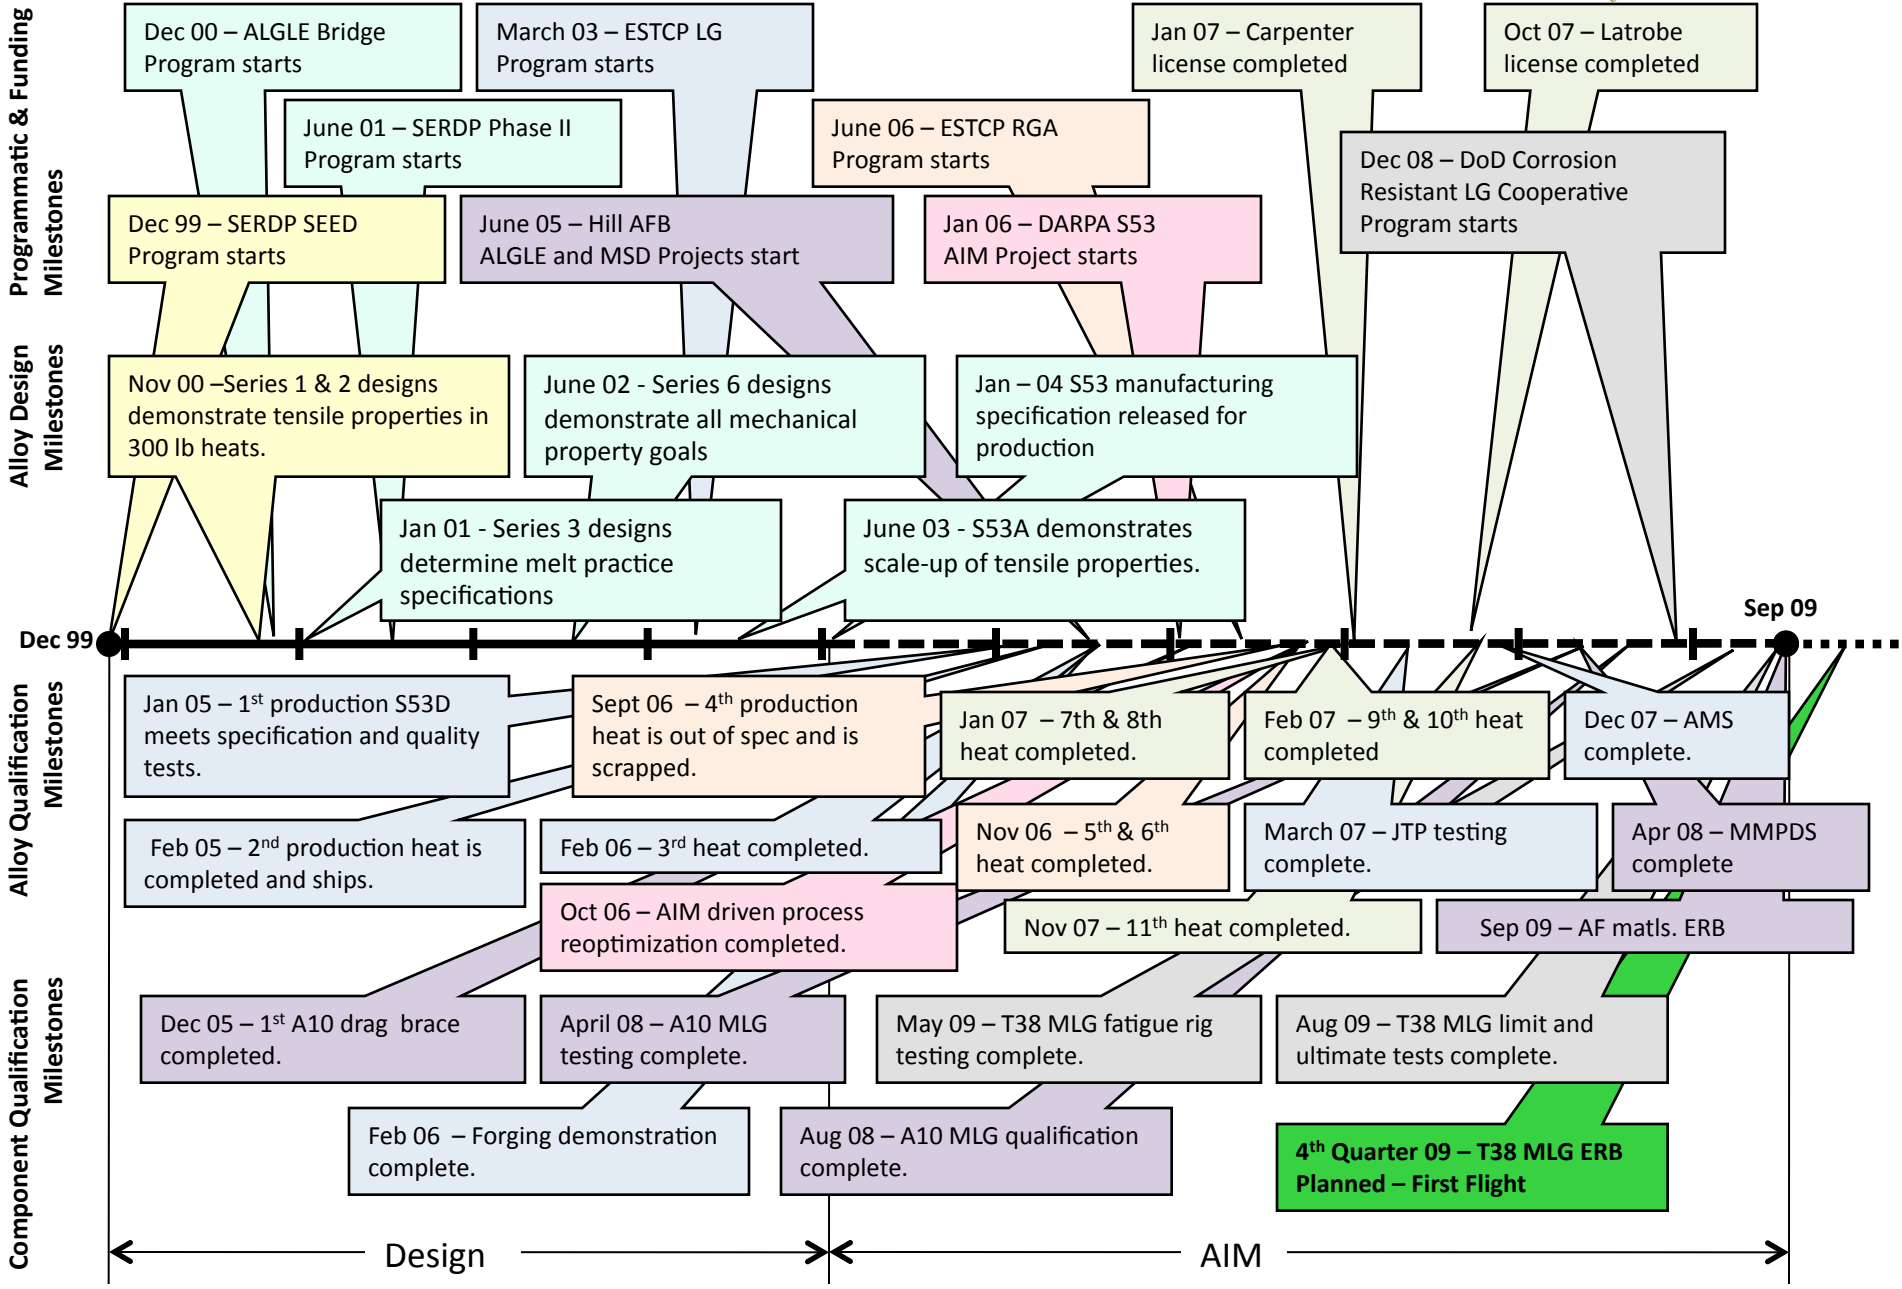 Programmatic & Funding
Milestones
Dec 00 – ALGLE Bridge
Program starts
March 03 – ESTCP LG
Program starts
Jan 07 – Carpenter
license completed
Oct 07 – Latrobe
license completed
June 01 – SERDP Phase II
Program starts
June 06 – ESTCP RGA
Program starts
Dec 08 – DoD Corrosion
Resistant LG Cooperative
Program starts
Dec 99 – SERDP SEED
Program starts
June 05 – Hill AFB
ALGLE and MSD Projects start
Jan 06 – DARPA S53
AIM Project starts
Alloy Design
Milestones
Nov 00 –Series 1 & 2 designs
demonstrate tensile properties in
300 lb heats.
June 02 - Series 6 designs
demonstrate all mechanical
property goals
Jan – 04 S53 manufacturing
specification released for
production
Jan 01 - Series 3 designs
determine melt practice
specifications
June 03 - S53A demonstrates
scale-up of tensile properties.
Dec 99
Sep 09
Alloy Qualification
Milestones
Jan 05 – 1st production S53D
meets specification and quality
tests.
Sept 06 – 4th production
heat is out of spec and is
scrapped.
Jan 07 – 7th & 8th
heat completed.
Feb 07 – 9th & 10th heat
completed
Dec 07 – AMS
complete.
Feb 05 – 2nd production heat is
completed and ships.
Feb 06 – 3rd heat completed.
Nov 06 – 5th & 6th
heat completed.
March 07 – JTP testing
complete.
Apr 08 – MMPDS
complete
Oct 06 – AIM driven process
reoptimization completed.
Nov 07 – 11th heat completed.
Sep 09 – AF matls. ERB
Component Qualification
Milestones
Dec 05 – 1st A10 drag brace
completed.
April 08 – A10 MLG
testing complete.
May 09 – T38 MLG fatigue rig
testing complete.
Aug 09 – T38 MLG limit and
ultimate tests complete.
Feb 06 – Forging demonstration
complete.
Aug 08 – A10 MLG qualification
complete.
4th Quarter 09 – T38 MLG ERB
Planned – First Flight
Design
AIM